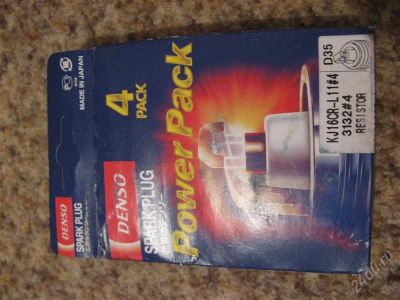 MADE IN JAPAN
DENSO
SPARK PLUG
4
PACK
DENSO
SPARK PLUG
Power Pack
D35
KJ16CR-L11#4
3132#4
RESISTOR